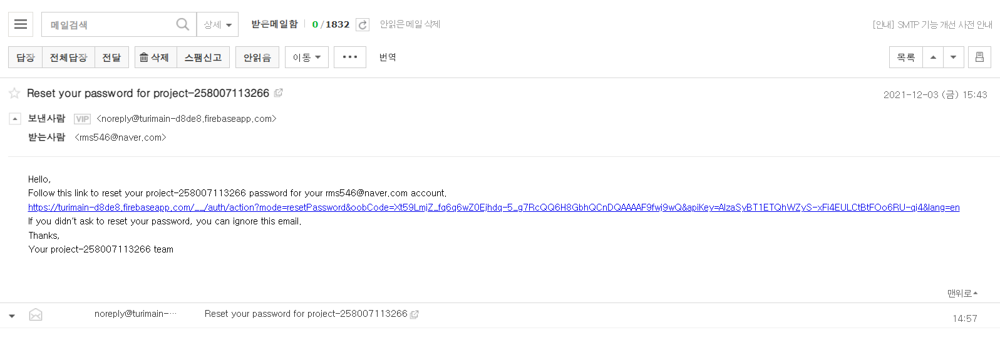 메일검색 상세 받은메일함 0 / 1832 안읽은 메일 삭제 [안내] SMTP 기능 개선 사전 안내
답장 전체답장 전달 삭제 스팸신고 안읽음 이동 ••• 번역 목록
Reset your password for project-258007113266 2021-12-03 (금) 15:43
보낸사람 VIP <noreply@turimain-d8de8.firebaseapp.com>
받는사람 <rms546@naver.com>
Hello,
Follow this link to reset your project-258007113266 password for your rms546@naver.com account.
https://turimain-d8de8.firebaseapp.com/__/auth/action?mode=resetPassword&oobCode=Xt59LmjZ_fq6q6wZ0Ejhdq-5_g7RcQQ6H8GbhQCnDQAAAAF9fwj9wQ&apiKey=AIzaSyBT1ETQhWZyS-xFi4EULCtBtFOo6RU-gj4&lang=en
If you didn't ask to reset your password, you can ignore this email.
Thanks,
Your project-258007113266 team
맨위로
noreply@turimain-… Reset your password for project-258007113266 14:57